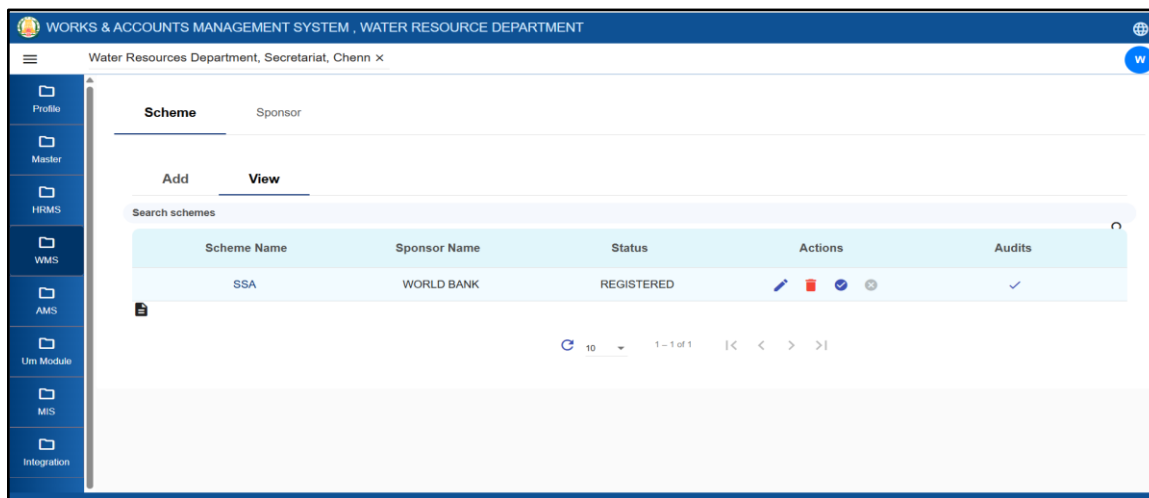 WORKS & ACCOUNTS MANAGEMENT SYSTEM , WATER RESOURCE DEPARTMENT
Water Resources Department, Secretariat, Chenn ×
W
Profile
Master
HRMS
WMS
AMS
Um Module
MIS
Integration
Scheme Sponsor
Add View
Search schemes
Scheme Name Sponsor Name Status Actions Audits
SSA WORLD BANK REGISTERED
10 1 – 1 of 1